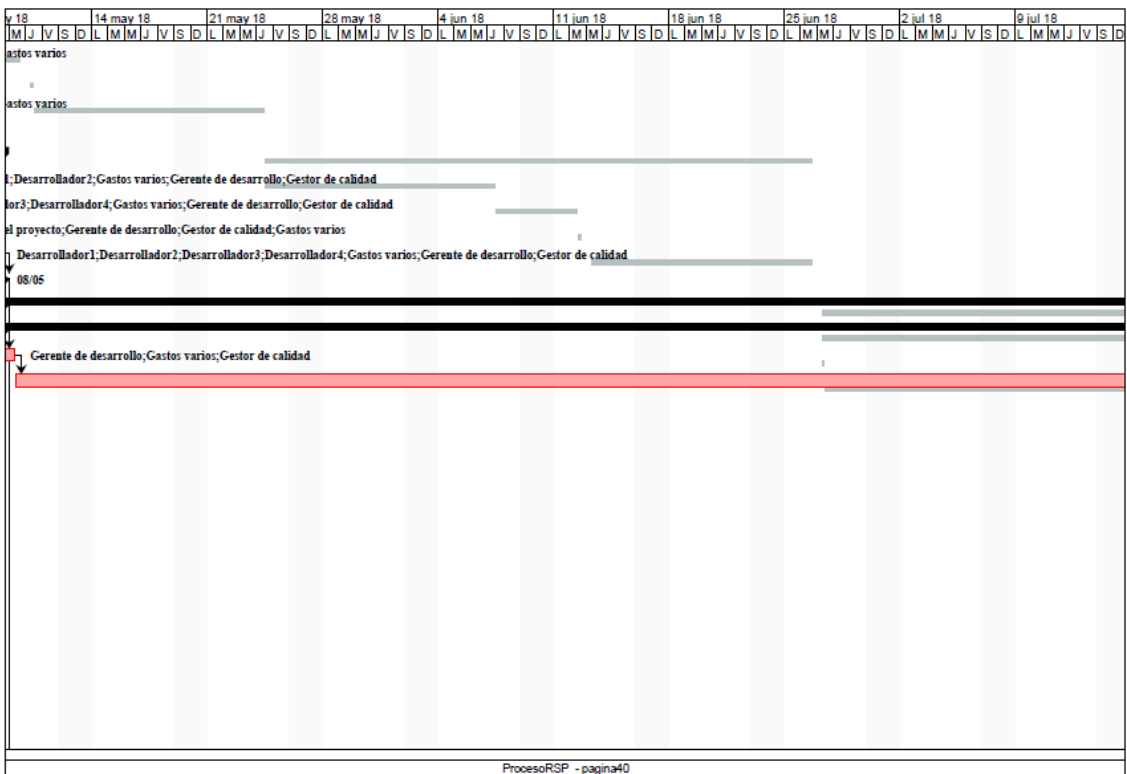 y 18 14 may 18 21 may 18 28 may 18 4 jun 18 11 jun 18 18 jun 18 25 jun 18 2 jul 18 9 jul 18
M J V S D L M M J V S D L M M J V S D L M M J V S D L M M J V S D L M M J V S D L M M J V S D L M M J V S D L M M J V S D L M M J V S D
astos varios
astos varios
1;Desarrollador2;Gastos varios;Gerente de desarrollo;Gestor de calidad
lor3;Desarrollador4;Gastos varios;Gerente de desarrollo;Gestor de calidad
el proyecto;Gerente de desarrollo;Gestor de calidad;Gastos varios
Desarrollador1;Desarrollador2;Desarrollador3;Desarrollador4;Gastos varios;Gerente de desarrollo;Gestor de calidad
08/05
Gerente de desarrollo;Gastos varios;Gestor de calidad
ProcesoRSP - pagina40